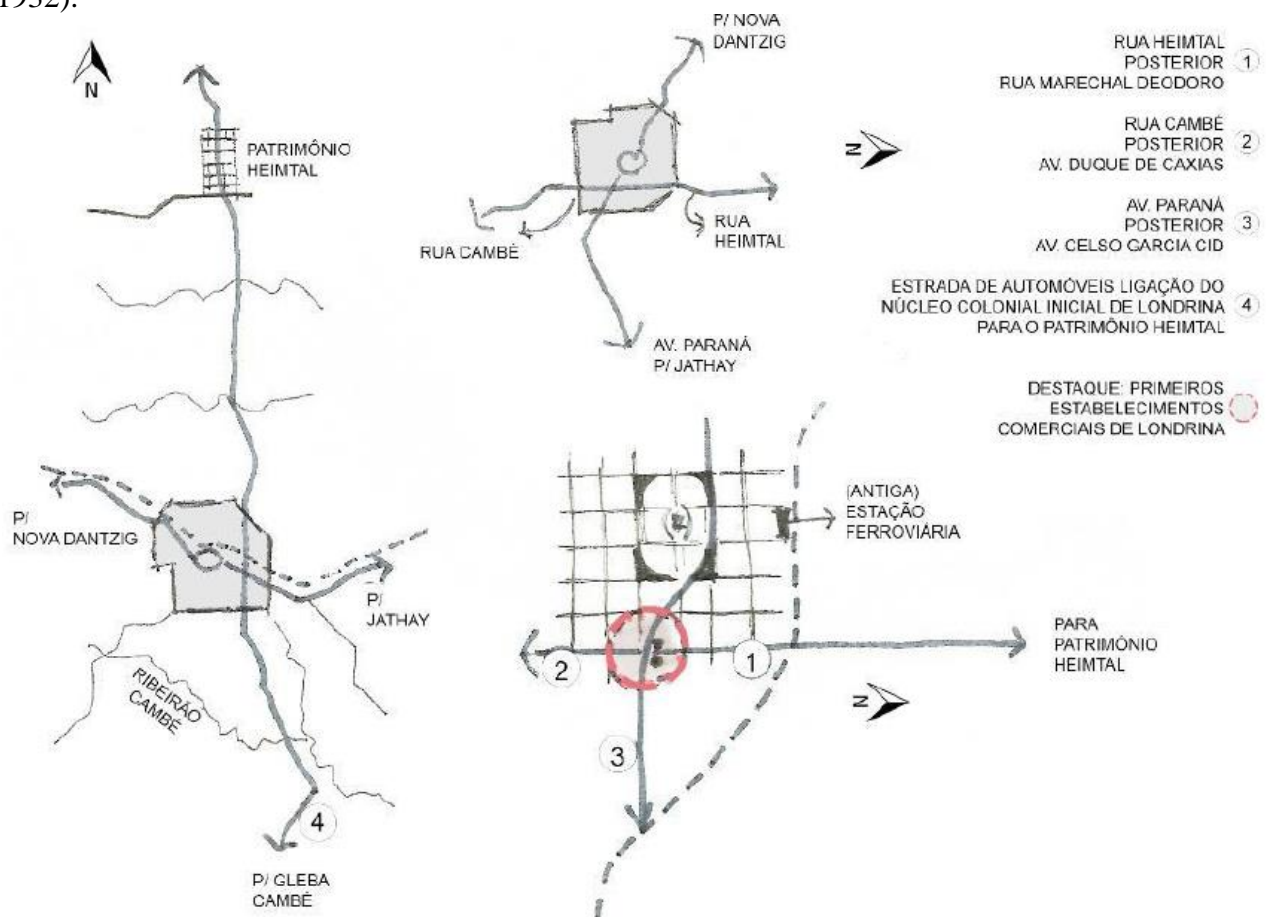 1932).
N
PATRIMÔNIO
HEIMTAL
P/
NOVA DANTZIG
P/
JATHAY
RIBEIRÃO
CAMBÉ
4
P/ GLEBA
CAMBÉ
P/ NOVA
DANTZIG
RUA CAMBÉ
RUA
HEIMTAL
AV. PARANÁ
P/ JATHAY
N
RUA HEIMTAL
POSTERIOR
RUA MARECHAL DEODORO
1
RUA CAMBÉ
POSTERIOR
AV. DUQUE DE CAXIAS
2
AV. PARANÁ
POSTERIOR
AV. CELSO GARCIA CID
3
ESTRADA DE AUTOMÓVEIS LIGAÇÃO DO
NÚCLEO COLONIAL INICIAL DE LONDRINA
PARA O PATRIMÔNIO HEIMTAL
4
DESTAQUE: PRIMEIROS
ESTABELECIMENTOS
COMERCIAIS DE LONDRINA
(ANTIGA)
ESTAÇÃO
FERROVIÁRIA
PARA
PATRIMÔNIO
HEIMTAL
2
1
3
N